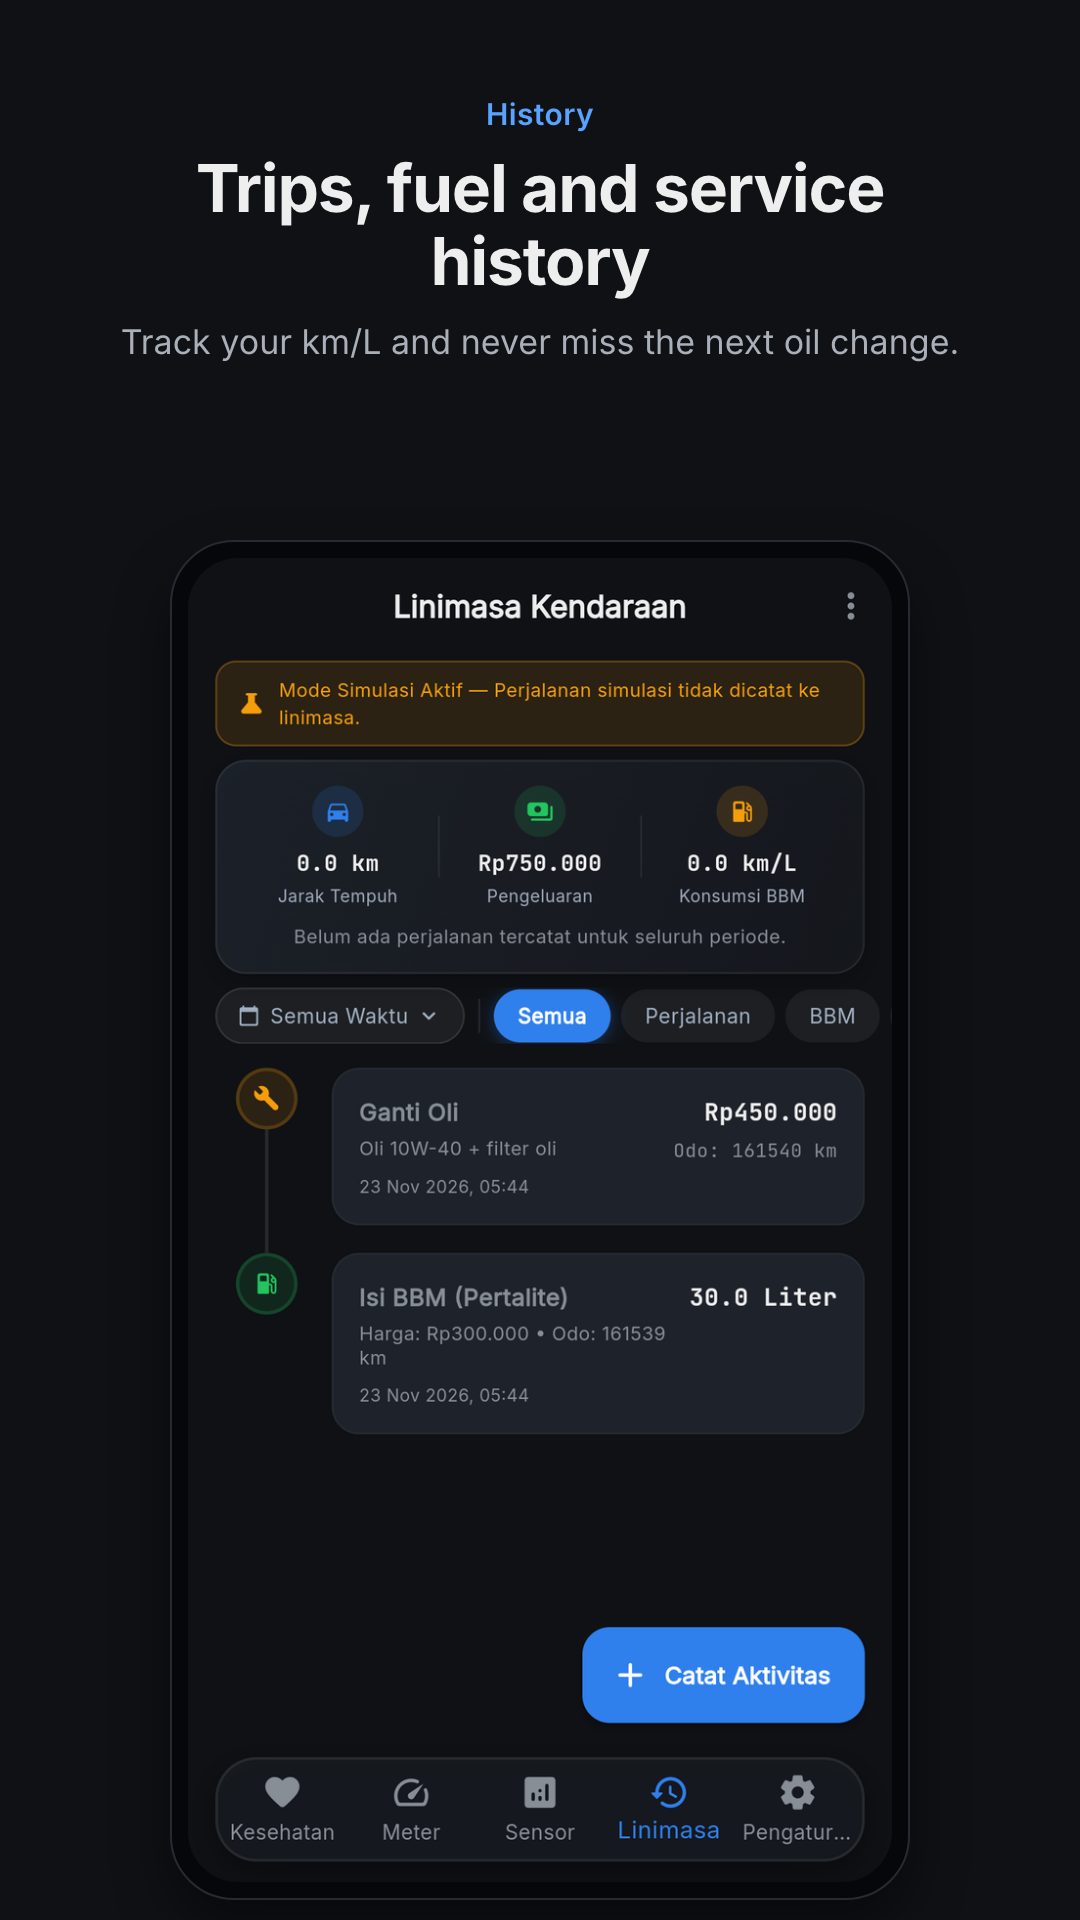 History
Trips, fuel and service
history
Track your km/L and never miss the next oil change.
Linimasa Kendaraan
Mode Simulasi Aktif — Perjalanan simulasi tidak dicatat ke
linimasa.
0.0 km
Rp750.000
0.0 km/L
Jarak Tempuh
Pengeluaran
Konsumsi BBM
Belum ada perjalanan tercatat untuk seluruh periode.
Semua Waktu
Semua
Perjalanan
BBM
Ganti Oli
Rp450.000
Oli 10W-40 + filter oli
Odo: 161540 km
23 Nov 2026, 05:44
Isi BBM (Pertalite)
30.0 Liter
Harga: Rp300.000 • Odo: 161539
km
23 Nov 2026, 05:44
Catat Aktivitas
Kesehatan
Meter
Sensor
Linimasa
Pengatur...